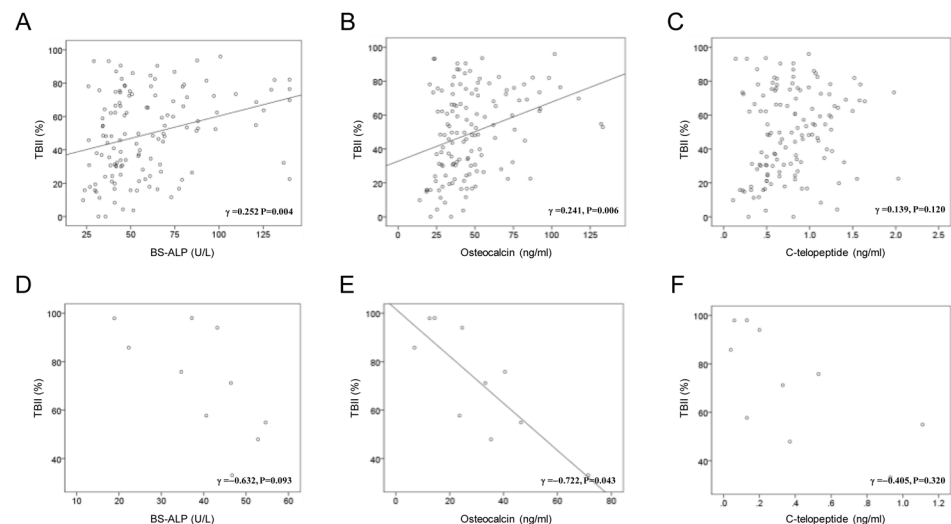 A
TBII (%)
100
80
60
40
20
0
25
50
75
100
125
γ =0.252 P=0.004
BS-ALP (U/L)
B
TBII (%)
100
80
60
40
20
0
0
25
50
75
100
125
γ =0.241, P=0.006
Osteocalcin (ng/ml)
C
TBII (%)
100
80
60
40
20
0
.0
.5
1.0
1.5
2.0
2.5
γ =0.139, P=0.120
C-telopeptide (ng/ml)
D
TBII (%)
100
80
60
40
10
20
30
40
50
60
γ =−0.632, P=0.093
BS-ALP (U/L)
E
TBII (%)
100
80
60
40
0
20
40
60
80
γ =−0.722, P=0.043
Osteocalcin (ng/ml)
F
TBII (%)
100
80
60
40
.0
.2
.4
.6
.8
1.0
1.2
γ =−0.405, P=0.320
C-telopeptide (ng/ml)